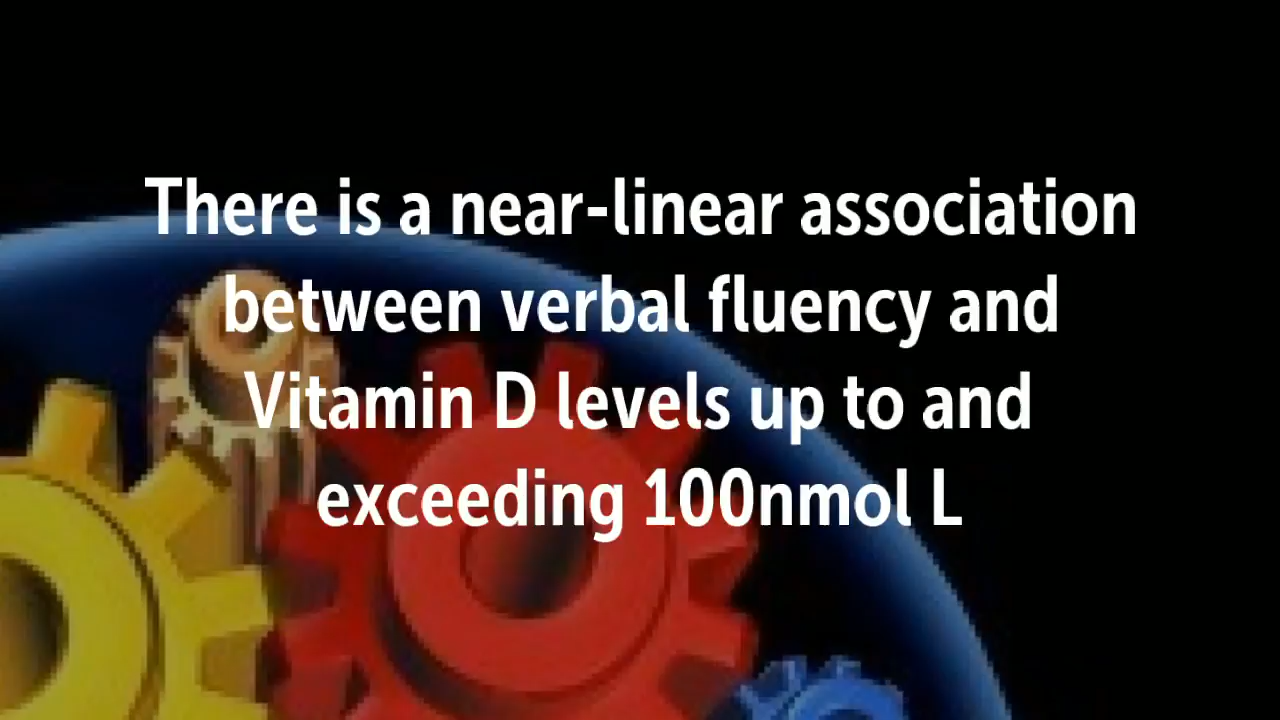 There is a near-linear association
between verbal fluency and
Vitamin D levels up to and
exceeding 100nmol L